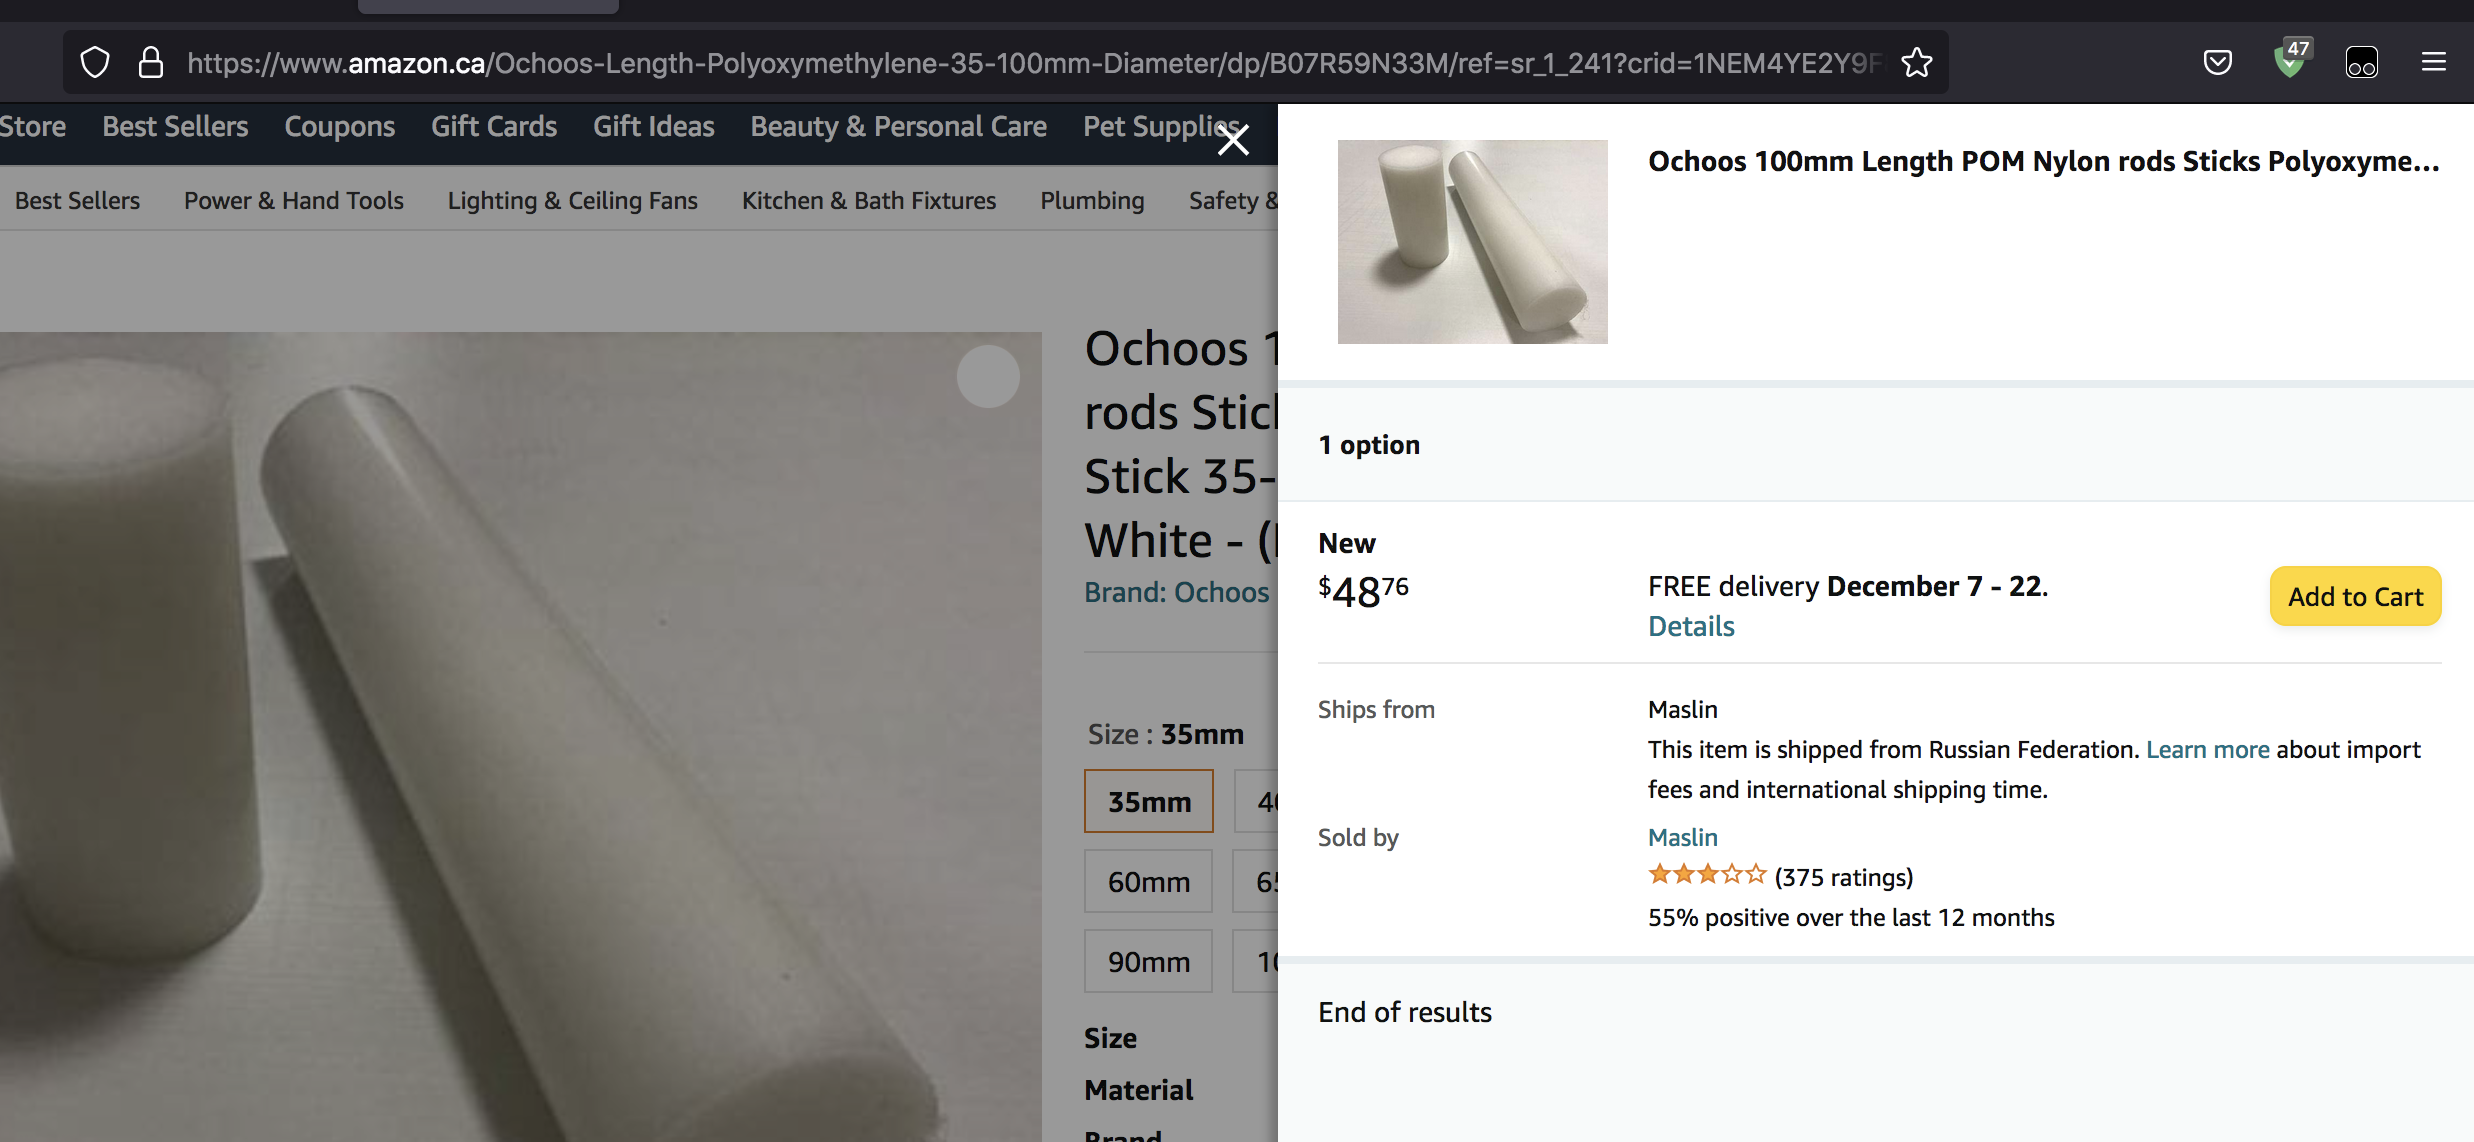 https://www.amazon.ca/Ochoos-Length-Polyoxymethylene-35-100mm-Diameter/dp/B07R59N33M/ref=sr_1_241?crid=1NEM4YE2Y9F
47
Store Best Sellers Coupons Gift Cards Gift Ideas Beauty & Personal Care Pet Supplies
Best Sellers Power & Hand Tools Lighting & Ceiling Fans Kitchen & Bath Fixtures Plumbing Safety &
Ochoos 1
rods Stick
Stick 35-
White - (
Brand: Ochoos
Size : 35mm
35mm
60mm
90mm
Size
Material
Brand
Ochoos 100mm Length POM Nylon rods Sticks Polyoxyme...
1 option
New
$48 76
FREE delivery December 7 - 22.
Details
Add to Cart
Ships from
Maslin
This item is shipped from Russian Federation. Learn more about import
fees and international shipping time.
Sold by
Maslin
(375 ratings)
55% positive over the last 12 months
End of results